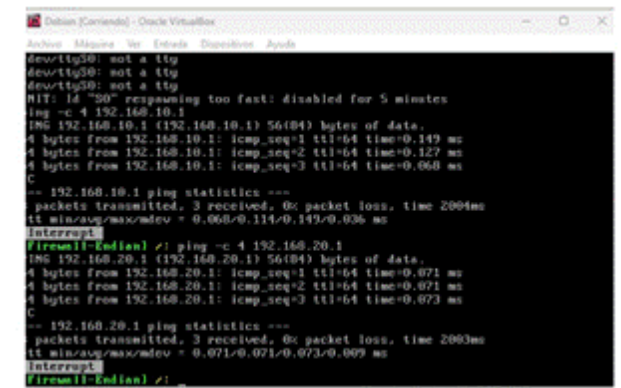 Debian [Corriendo] - Oracle VirtualBox
Archivo Máquina Ver Entrada Dispositivos Ayuda
dev/ttyS0: not a tty
dev/ttyS0: not a tty
dev/ttyS0: not a tty
NIT: Id "S0" respawning too fast: disabled for 5 minutes
ing -c 4 192.168.10.1
ING 192.168.10.1 (192.168.10.1) 56(84) bytes of data.
4 bytes from 192.168.10.1: icmp_seq=1 ttl=64 time=0.149 ms
4 bytes from 192.168.10.1: icmp_seq=2 ttl=64 time=0.127 ms
4 bytes from 192.168.10.1: icmp_seq=3 ttl=64 time=0.068 ms
C
-- 192.168.10.1 ping statistics ---
packets transmitted, 3 received, 0% packet loss, time 2004ms
tt min/avg/max/mdev = 0.068/0.114/0.149/0.036 ms
Interrupt
Firewall-Endian] /: ping -c 4 192.168.20.1
ING 192.168.20.1 (192.168.20.1) 56(84) bytes of data.
4 bytes from 192.168.20.1: icmp_seq=1 ttl=64 time=0.071 ms
4 bytes from 192.168.20.1: icmp_seq=2 ttl=64 time=0.071 ms
4 bytes from 192.168.20.1: icmp_seq=3 ttl=64 time=0.073 ms
C
-- 192.168.20.1 ping statistics ---
packets transmitted, 3 received, 0% packet loss, time 2003ms
tt min/avg/max/mdev = 0.071/0.071/0.073/0.009 ms
Interrupt
Firewall-Endian] /: _